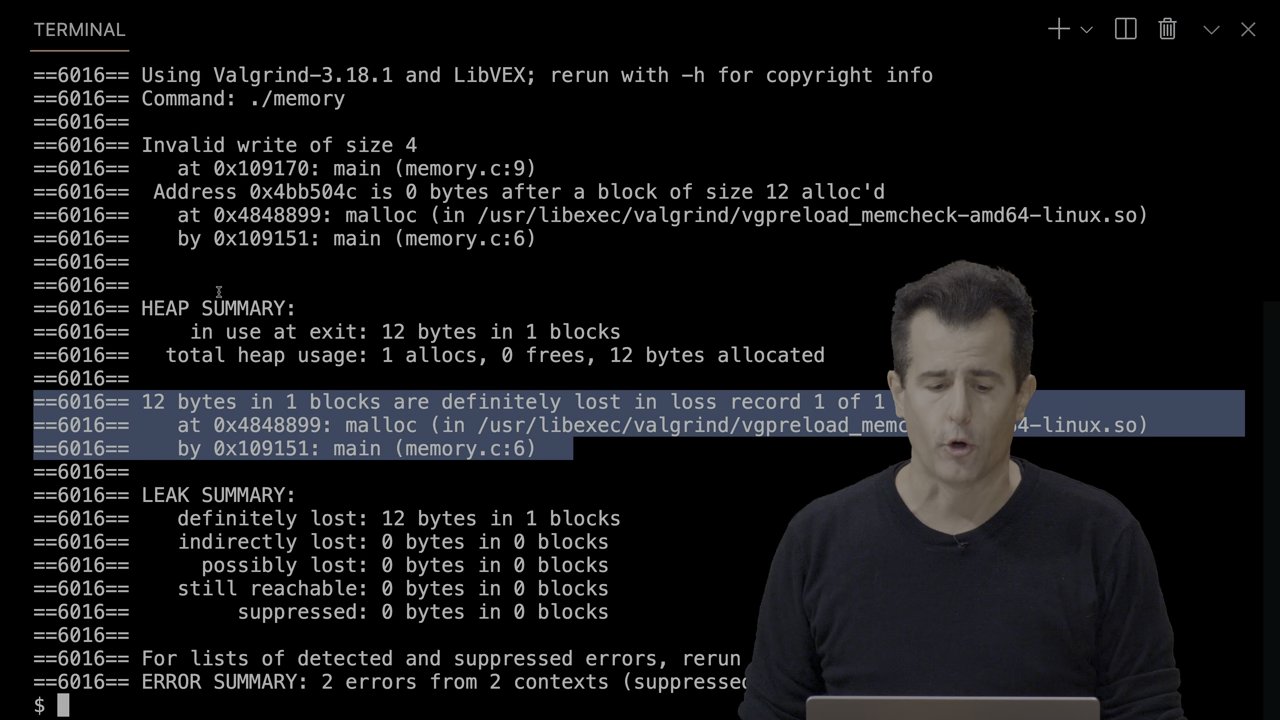 TERMINAL
==6016== Using Valgrind-3.18.1 and LibVEX; rerun with -h for copyright info
==6016== Command: ./memory
==6016==
==6016== Invalid write of size 4
==6016==    at 0x109170: main (memory.c:9)
==6016==  Address 0x4bb504c is 0 bytes after a block of size 12 alloc'd
==6016==    at 0x4848899: malloc (in /usr/libexec/valgrind/vgpreload_memcheck-amd64-linux.so)
==6016==    by 0x109151: main (memory.c:6)
==6016==
==6016==
==6016== HEAP SUMMARY:
==6016==     in use at exit: 12 bytes in 1 blocks
==6016==   total heap usage: 1 allocs, 0 frees, 12 bytes allocated
==6016==
==6016== 12 bytes in 1 blocks are definitely lost in loss record 1 of 1
==6016==    at 0x4848899: malloc (in /usr/libexec/valgrind/vgpreload_memc 4-linux.so)
==6016==    by 0x109151: main (memory.c:6)
==6016==
==6016== LEAK SUMMARY:
==6016==    definitely lost: 12 bytes in 1 blocks
==6016==    indirectly lost: 0 bytes in 0 blocks
==6016==      possibly lost: 0 bytes in 0 blocks
==6016==    still reachable: 0 bytes in 0 blocks
==6016==         suppressed: 0 bytes in 0 blocks
==6016==
==6016== For lists of detected and suppressed errors, rerun
==6016== ERROR SUMMARY: 2 errors from 2 contexts (suppressed
$